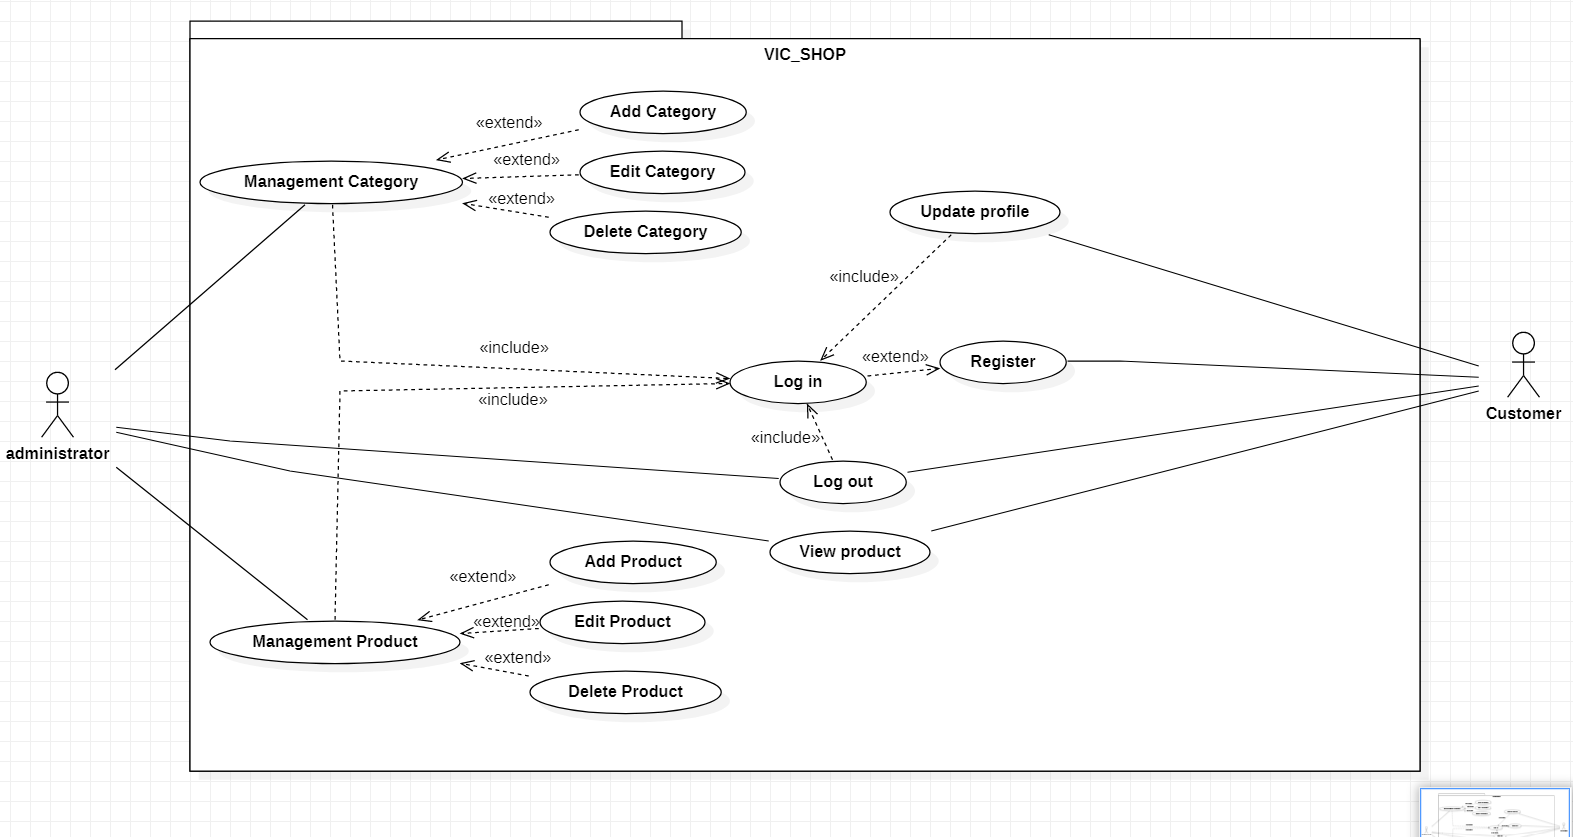 VIC_SHOP
«extend»
Add Category
«extend»
Edit Category
Management Category
«extend»
Delete Category
Update profile
«include»
«include»
«extend»
Register
Log in
«include»
Customer
«include»
administrator
Log out
View product
Add Product
«extend»
«extend»
Edit Product
Management Product
«extend»
Delete Product